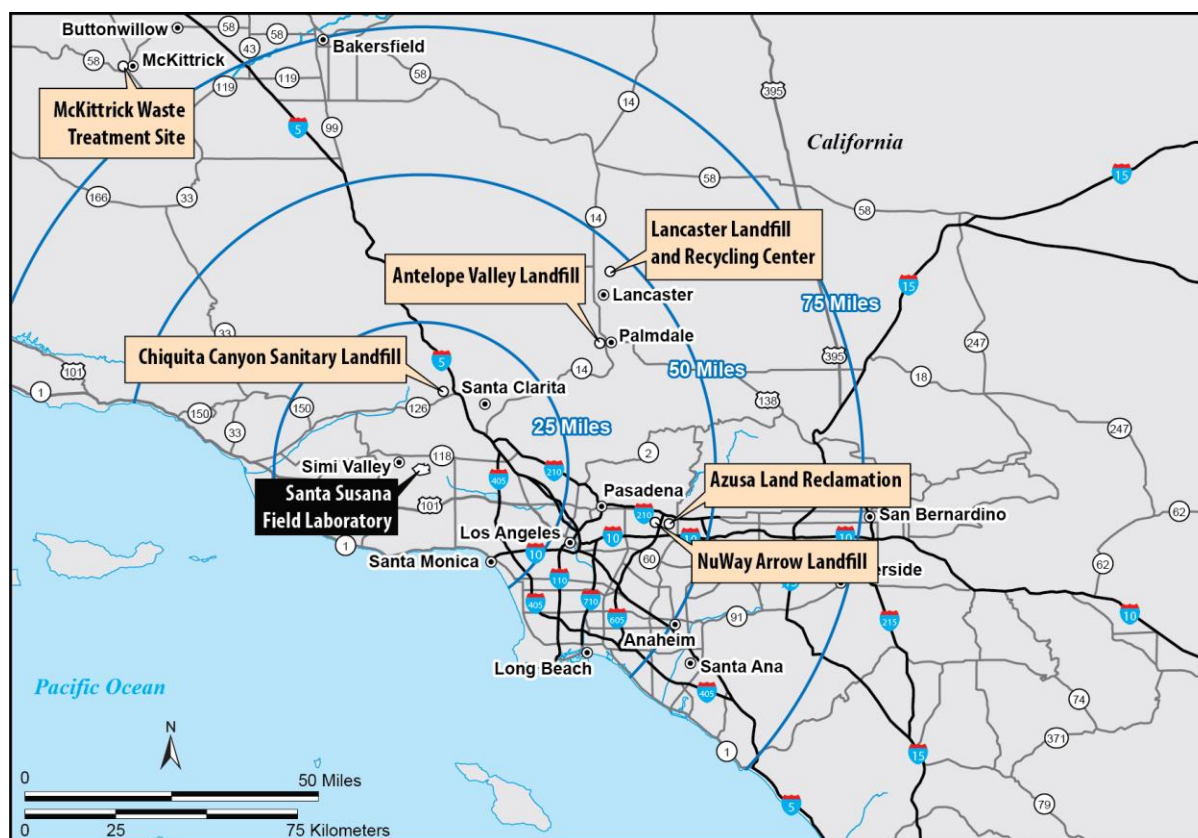 Buttonwillow
58
58
43
58
Bakersfield
58
McKittrick
119
119
58
14
395
McKittrick Waste
Treatment Site
5
99
California
15
58
166
33
58
14
Lancaster Landfill
and Recycling Center
Antelope Valley Landfill
15
Lancaster
75 Miles
33
Palmdale
247
Chiquita Canyon Sanitary Landfill
5
395
101
14
50 Miles
18
1
Santa Clarita
138
150
150
126
25 Miles
247
33
118
2
Simi Valley
210
Santa Susana
Field Laboratory
405
Azusa Land Reclamation
101
Pasadena
210
San Bernardino
62
1
Los Angeles
10
10
10
10
Santa Monica
60
NuWay Arrow Landfill
62
110
erside
405
710
605
91
215
10
Anaheim
Long Beach
Santa Ana
Pacific Ocean
405
74
N
1
371
15
0
50 Miles
5
79
0
25
75 Kilometers